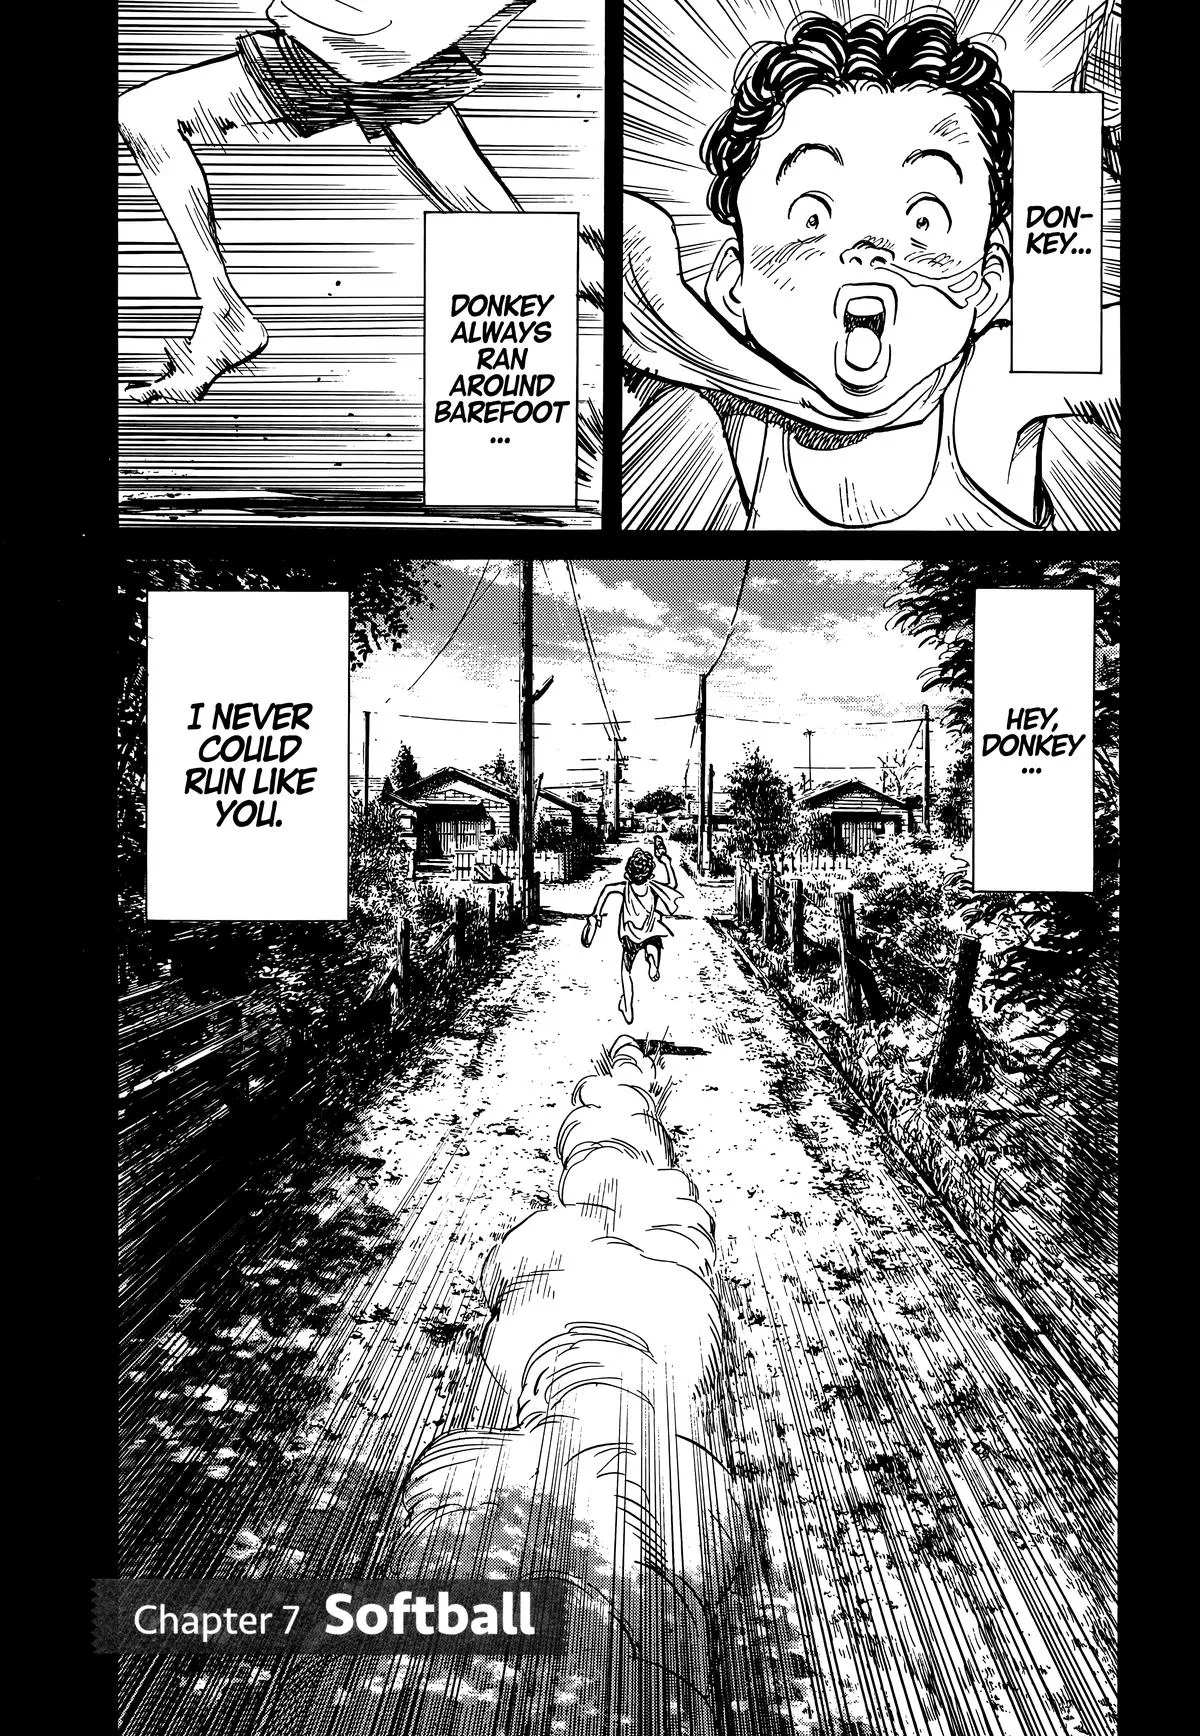 DON-
KEY...
DONKEY
ALWAYS
RAN
AROUND
BAREFOOT
...
HEY,
DONKEY
...
I NEVER
COULD
RUN LIKE
YOU.
Chapter 7 Softball